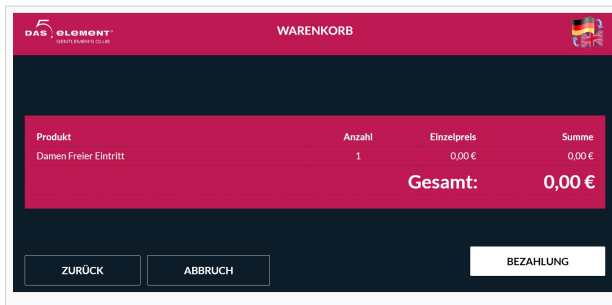 DAS 5 ELEMENT
GENTLEMEN'S CLUB
WARENKORB
Produkt Anzahl Einzelpreis Summe
Damen Freier Eintritt 1 0,00 € 0,00 €
Gesamt: 0,00 €
ZURÜCK ABBRUCH BEZAHLUNG